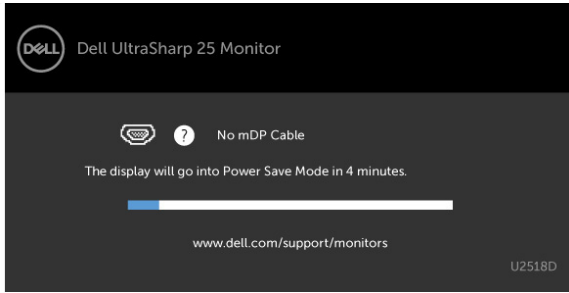 DELL
Dell UltraSharp 25 Monitor
? No mDP Cable
The display will go into Power Save Mode in 4 minutes.
www.dell.com/support/monitors
U2518D